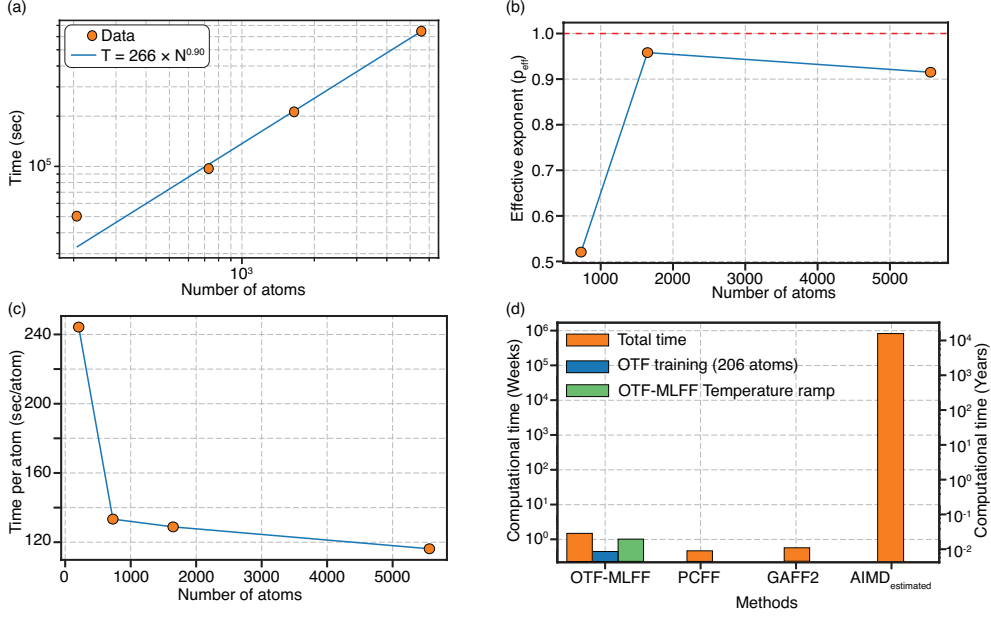 (a)
Data
T = 266 × N^0.90
Time (sec)
10^5
10^3
Number of atoms
(b)
Effective exponent (p_eff)
1.0
0.9
0.8
0.7
0.6
0.5
1000
2000
3000
4000
5000
Number of atoms
(c)
Time per atom (sec/atom)
240
200
160
120
0
1000
2000
3000
4000
5000
Number of atoms
(d)
Total time
OTF training (206 atoms)
OTF-MLFF Temperature ramp
Computational time (Weeks)
10^6
10^5
10^4
10^3
10^2
10^1
10^0
Computational time (Years)
10^4
10^3
10^2
10^1
10^0
10^-1
10^-2
OTF-MLFF
PCFF
GAFF2
AIMD_estimated
Methods